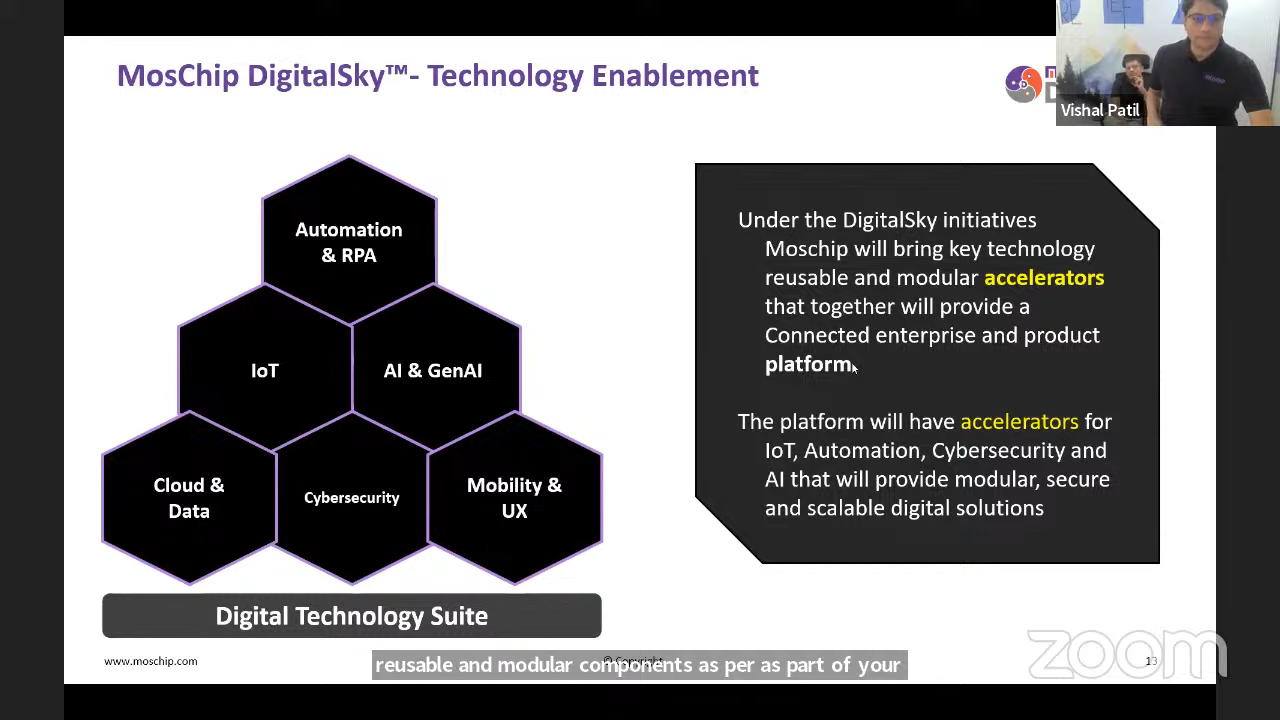 MosChip DigitalSky™- Technology Enablement
Vishal Patil
Automation
& RPA
IoT
AI & GenAI
Cloud &
Data
Cybersecurity
Mobility &
UX
Digital Technology Suite
Under the DigitalSky initiatives
Moschip will bring key technology
reusable and modular accelerators
that together will provide a
Connected enterprise and product
platform.
The platform will have accelerators for
IoT, Automation, Cybersecurity and
AI that will provide modular, secure
and scalable digital solutions
www.moschip.com
reusable and modular components as per as part of your
zoom
13